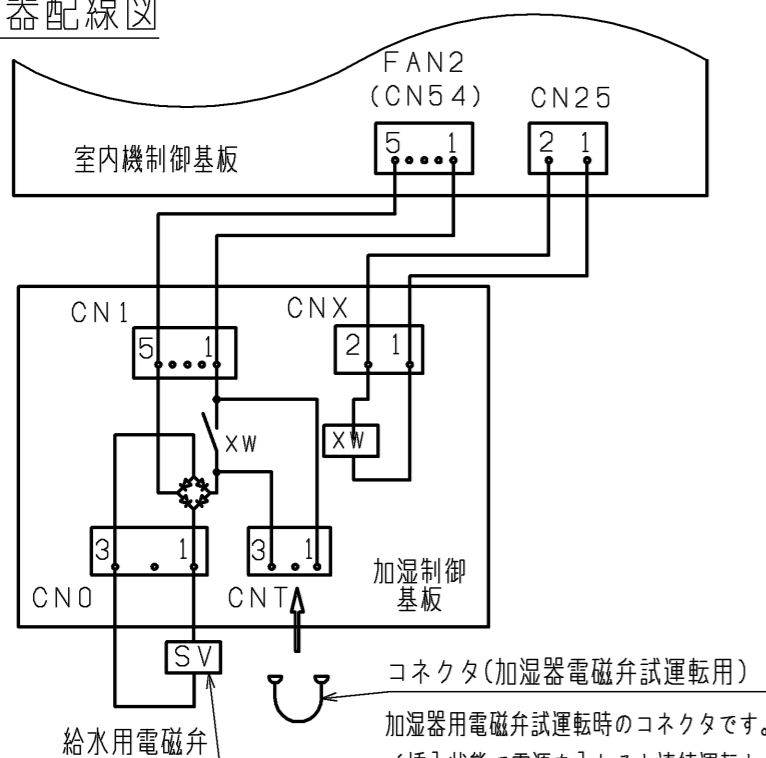 器配線図
FAN2
(CN54)
CN25
室内機制御基板
5 1
2 1
CN1
CNX
5 1
2 1
XW
XW
3 1
3 1
CNO
CNT
加湿制御
基板
SV
コネクタ(加湿器電磁弁試運転用)
給水用電磁弁
加湿器用電磁弁試運転時のコネクタです。